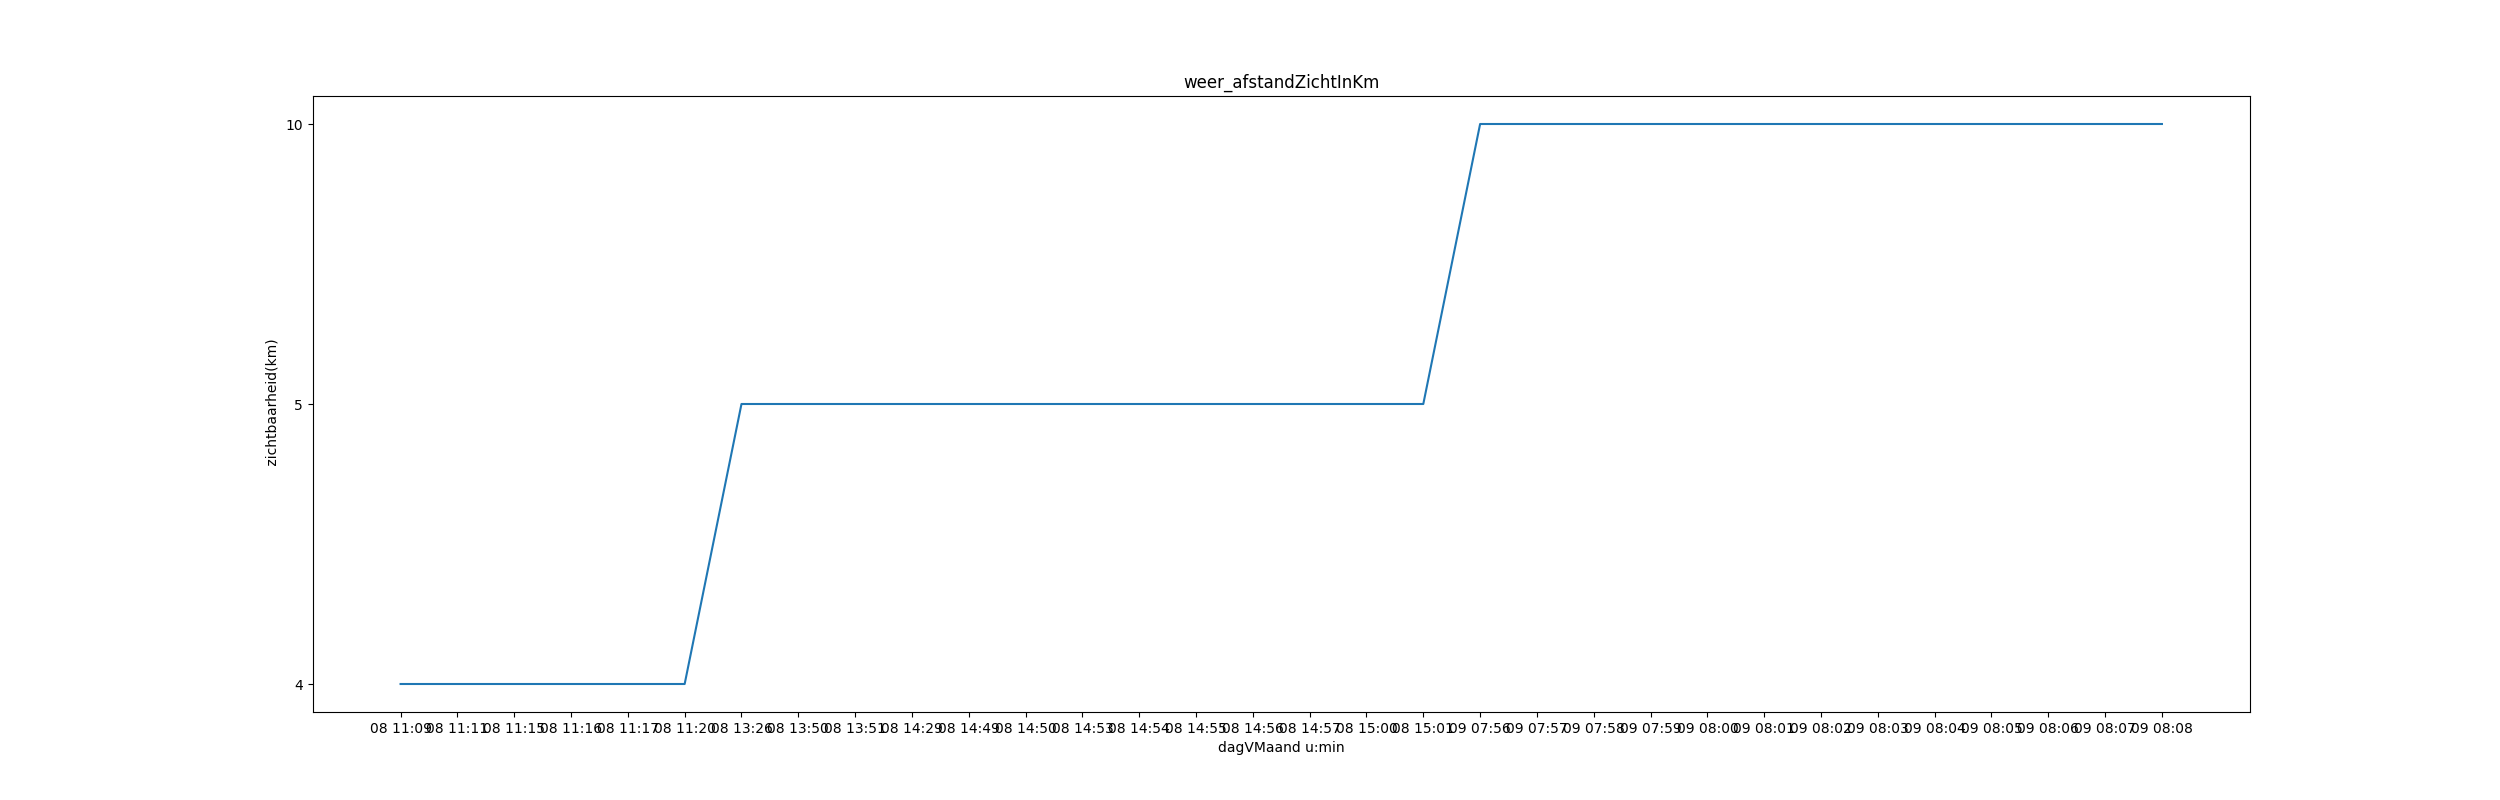 weer_afstandZichtInKm
10
5
4
zichtbaarheid(km)
08 11:09 08 11:11 08 11:15 08 11:16 08 11:17 08 11:20 08 13:26 08 13:50 08 13:51 08 14:29 08 14:49 08 14:50 08 14:53 08 14:54 08 14:55 08 14:56 08 14:57 08 15:00 08 15:01 09 07:56 09 07:57 09 07:58 09 07:59 09 08:00 09 08:01 09 08:02 09 08:03 09 08:04 09 08:05 09 08:06 09 08:07 09 08:08
dagVMaand u:min